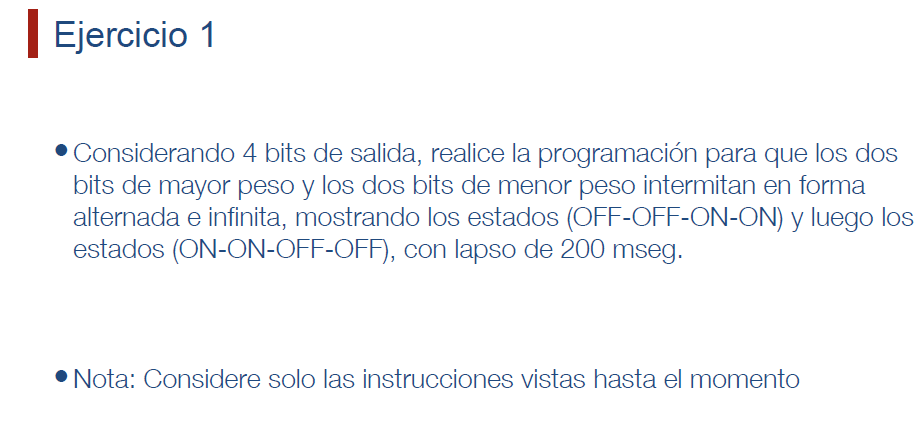 Ejercicio 1
•Considerando 4 bits de salida, realice la programación para que los dos
bits de mayor peso y los dos bits de menor peso intermitan en forma
alternada e infinita, mostrando los estados (OFF-OFF-ON-ON) y luego los
estados (ON-ON-OFF-OFF), con lapso de 200 mseg.
•Nota: Considere solo las instrucciones vistas hasta el momento